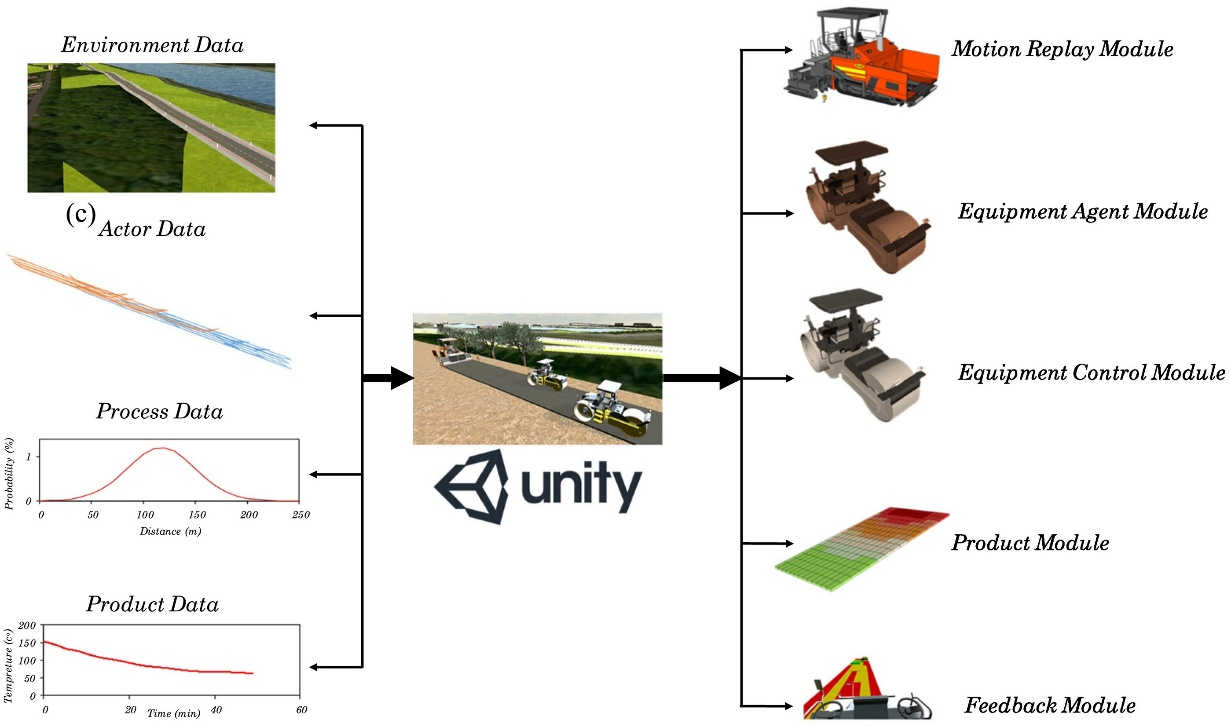 Environment Data
(c)
Actor Data
Process Data
Probability (%)
1
0
0 50 100 150 200 250
Distance (m)
Product Data
Tempreture (cº)
200
150
100
50
0
0 20 40 60
Time (min)
unity
Motion Replay Module
Equipment Agent Module
Equipment Control Module
Product Module
Feedback Module